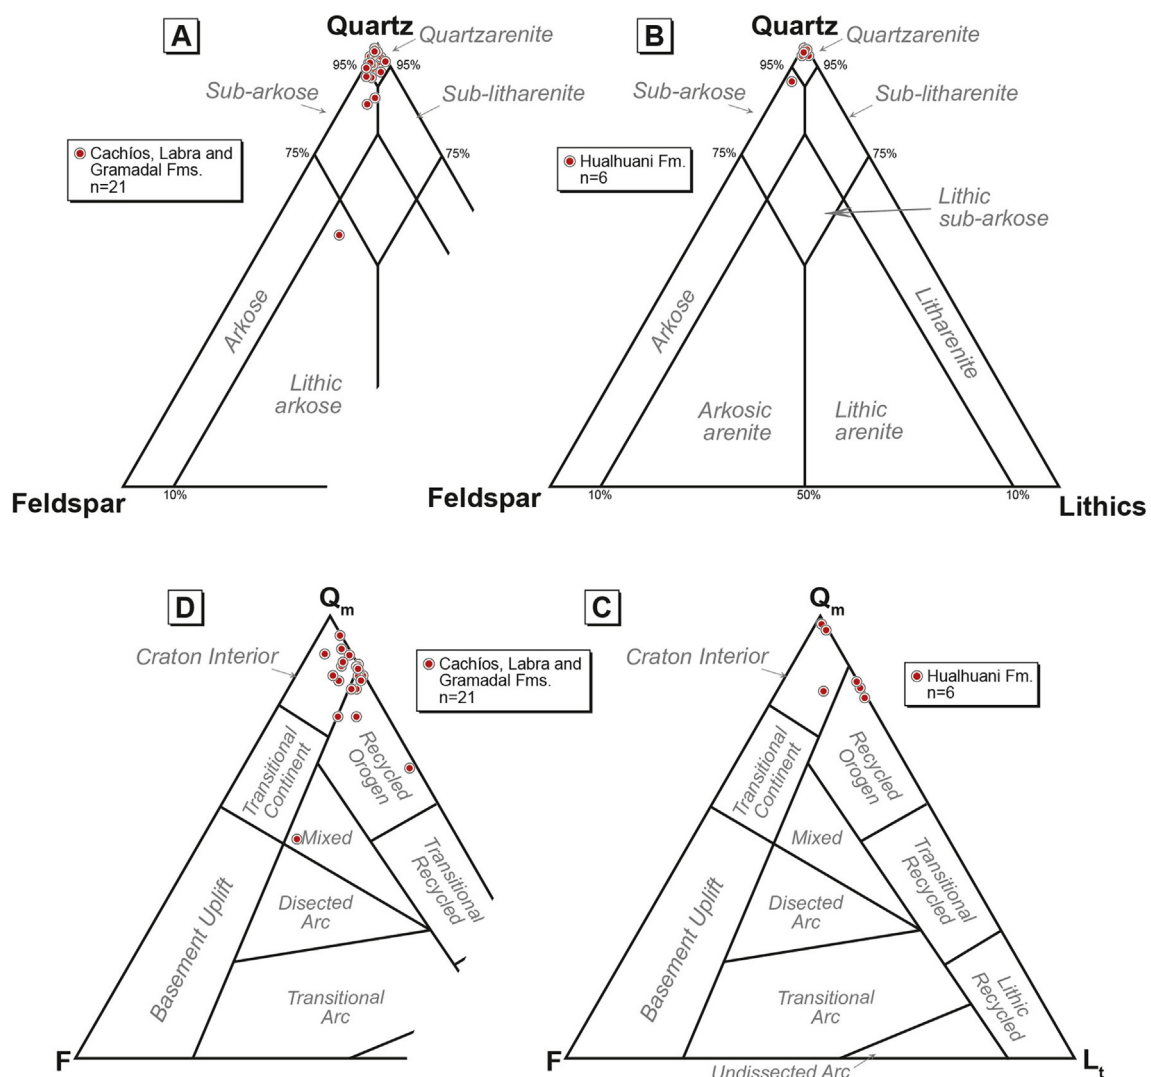 A
Quartz
Quartzarenite
95%
95%
Sub-arkose
Sub-litharenite
Cachíos, Labra and
Gramadal Fms.
n=21
75%
75%
Arkose
Lithic
arkose
Feldspar
10%
B
Quartz
Quartzarenite
95%
95%
Sub-arkose
Sub-litharenite
Hualhuani Fm.
n=6
75%
75%
Lithic
sub-arkose
Arkose
Litharenite
Arkosic
arenite
Lithic
arenite
Feldspar
10%
50%
10%
Lithics
D
Qm
Craton Interior
Cachíos, Labra and
Gramadal Fms.
n=21
Transitional
Continent
Recycled
Orogen
Mixed
Transitional
Recycled
Basement Uplift
Disected
Arc
Transitional
Arc
F
C
Qm
Craton Interior
Hualhuani Fm.
n=6
Transitional
Continent
Recycled
Orogen
Mixed
Transitional
Recycled
Basement Uplift
Disected
Arc
Transitional
Arc
Lithic
Recycled
F
Undissected Arc
Lt